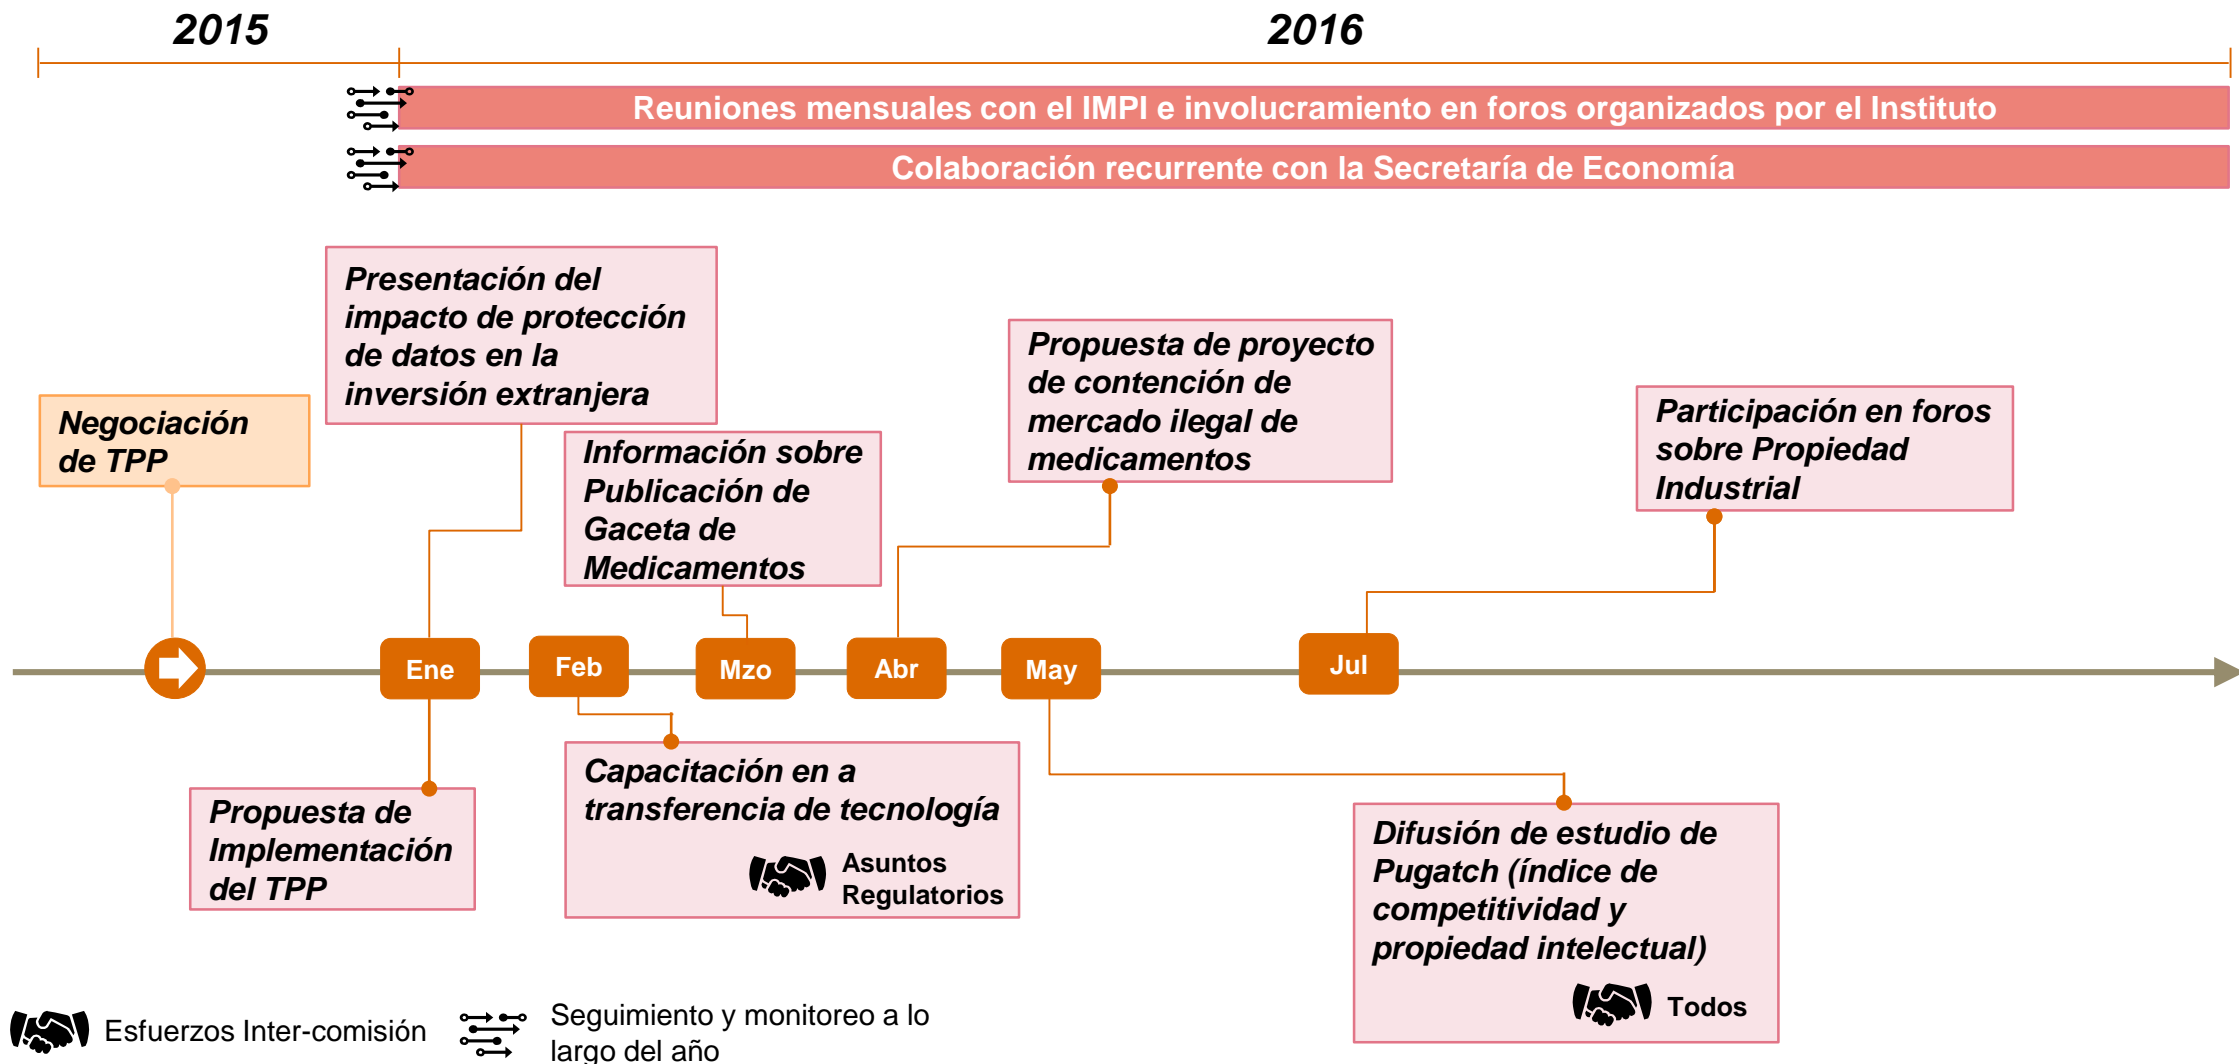 2015
2016
Reuniones mensuales con el IMPI e involucramiento en foros organizados por el Instituto
Colaboración recurrente con la Secretaría de Economía
Presentación del
impacto de protección
de datos en la
inversión extranjera
Negociación
de TPP
Información sobre
Publicación de
Gaceta de
Medicamentos
Propuesta de proyecto
de contención de
mercado ilegal de
medicamentos
Participación en foros
sobre Propiedad
Industrial
Ene
Feb
Mzo
Abr
May
Jul
Propuesta de
Implementación
del TPP
Capacitación en a
transferencia de tecnología
Asuntos
Regulatorios
Difusión de estudio de
Pugatch (índice de
competitividad y
propiedad intelectual)
Todos
Esfuerzos Inter-comisión
Seguimiento y monitoreo a lo
largo del año